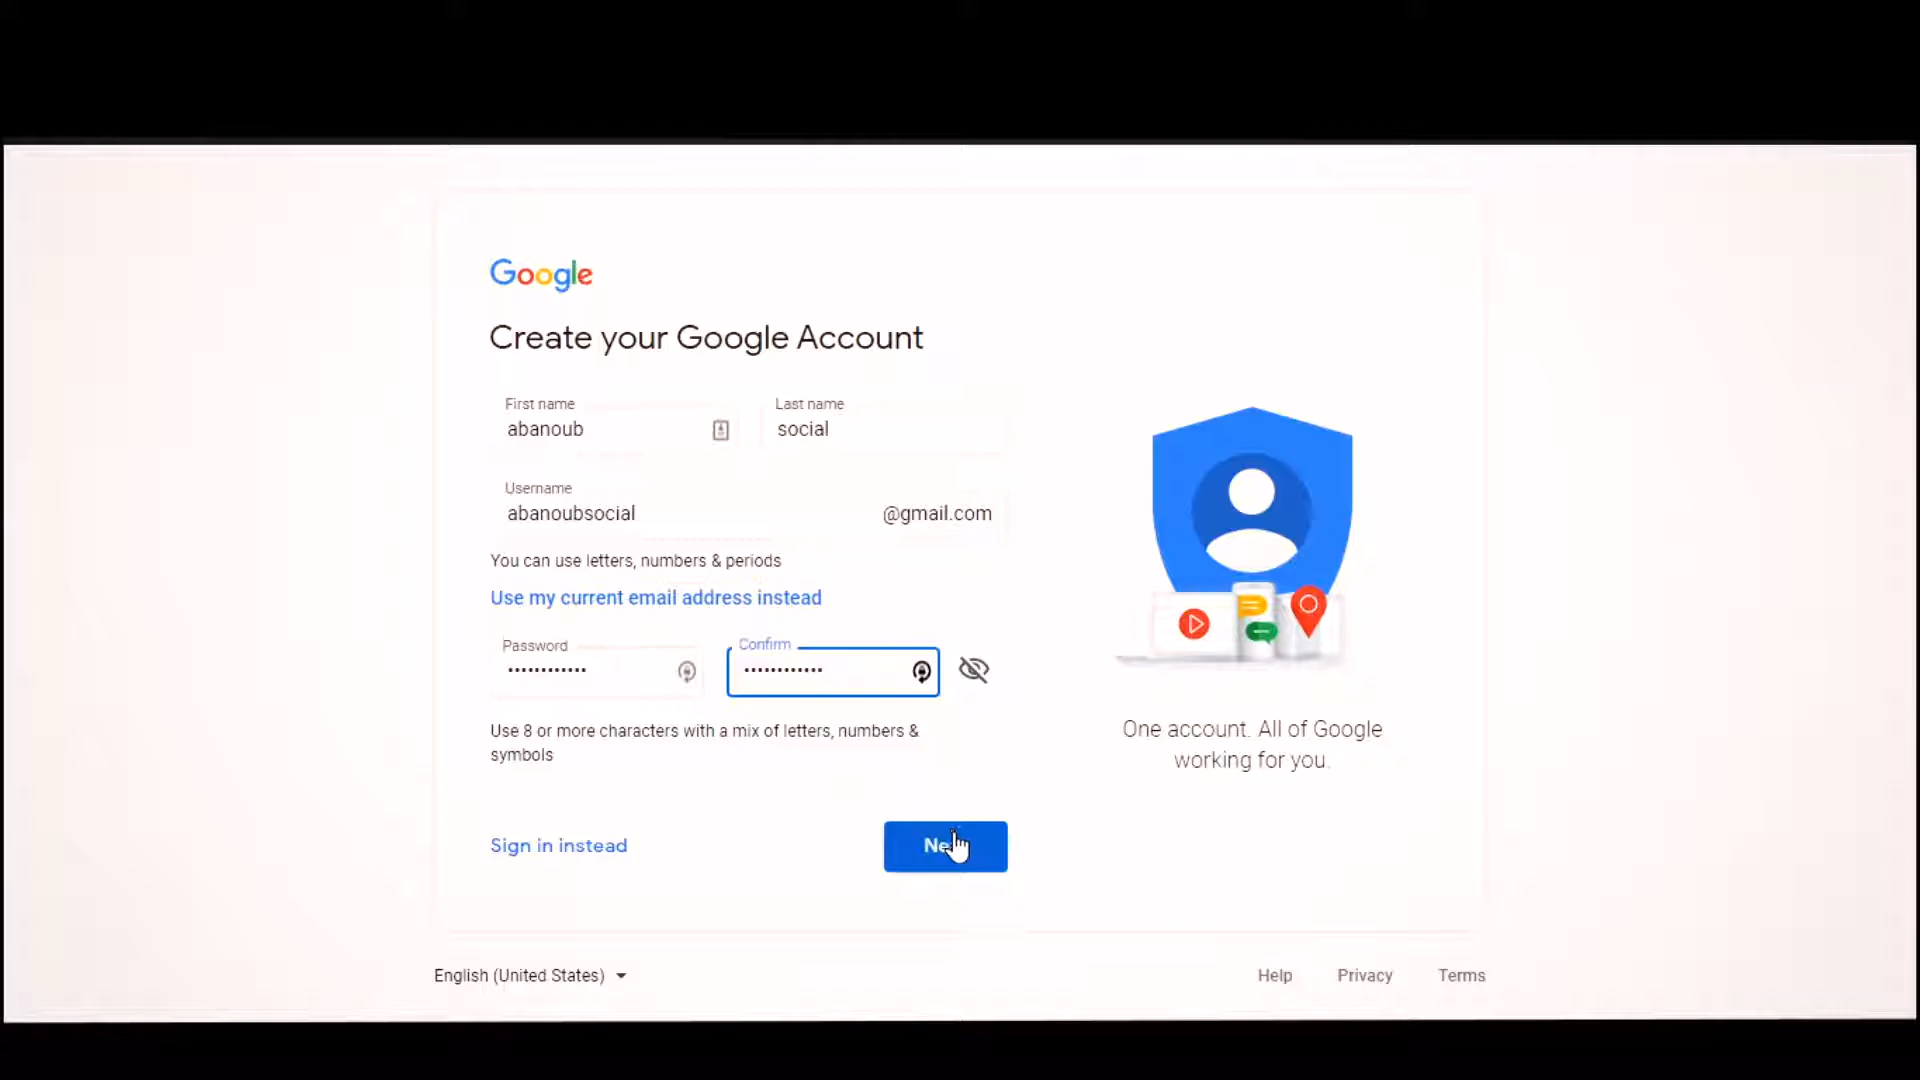 Google
Create your Google Account
First name
abanoub
Last name
social
Username
abanoubsocial
@gmail.com
You can use letters, numbers & periods
Use my current email address instead
Password
••••••••••••
Confirm
••••••••••••
Use 8 or more characters with a mix of letters, numbers &
symbols
One account. All of Google
working for you.
Sign in instead
English (United States)
Help
Privacy
Terms